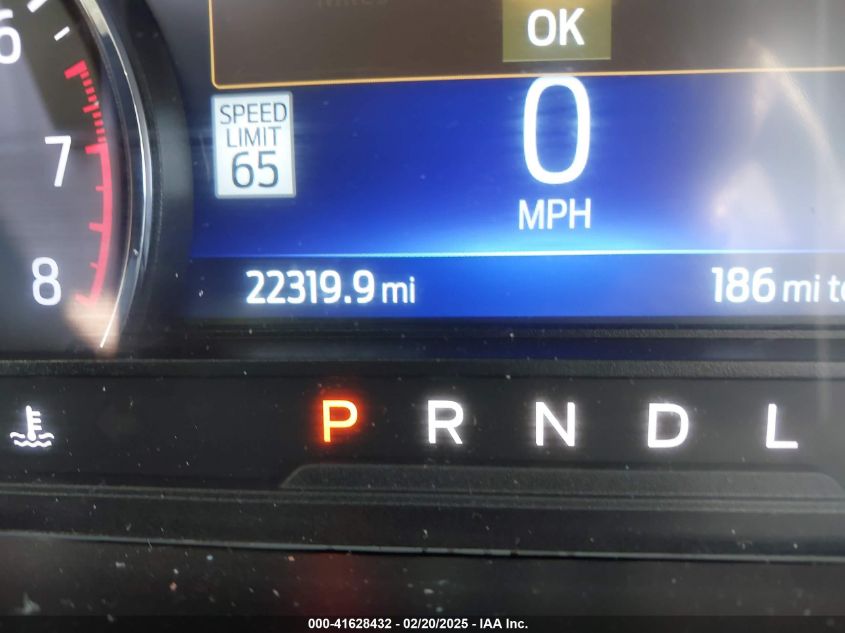 OK
6
7
8
SPEED
LIMIT
65
0
MPH
22319.9 mi
186 mi to
P R N D L
000-41628432 - 02/20/2025 - IAA Inc.